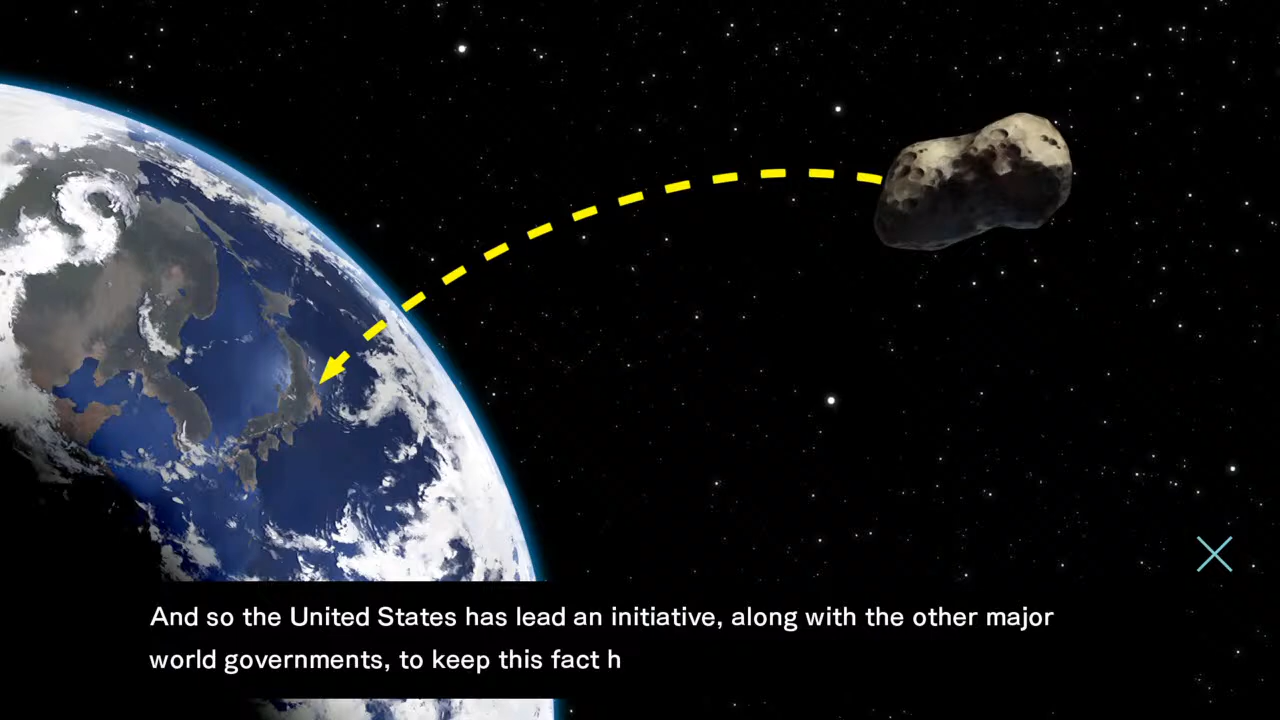 And so the United States has lead an initiative, along with the other major
world governments, to keep this fact h